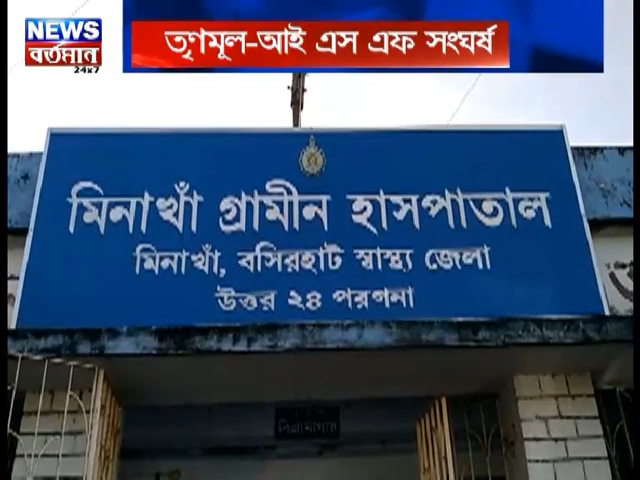 NEWS
বর্তমান
24x7
তৃণমূল-আই এস এফ সংঘর্ষ
মিনাখাঁ গ্রামীন হাসপাতাল
মিনাখাঁ, বসিরহাট স্বাস্থ্য জেলা
উত্তর ২৪ পরগনা